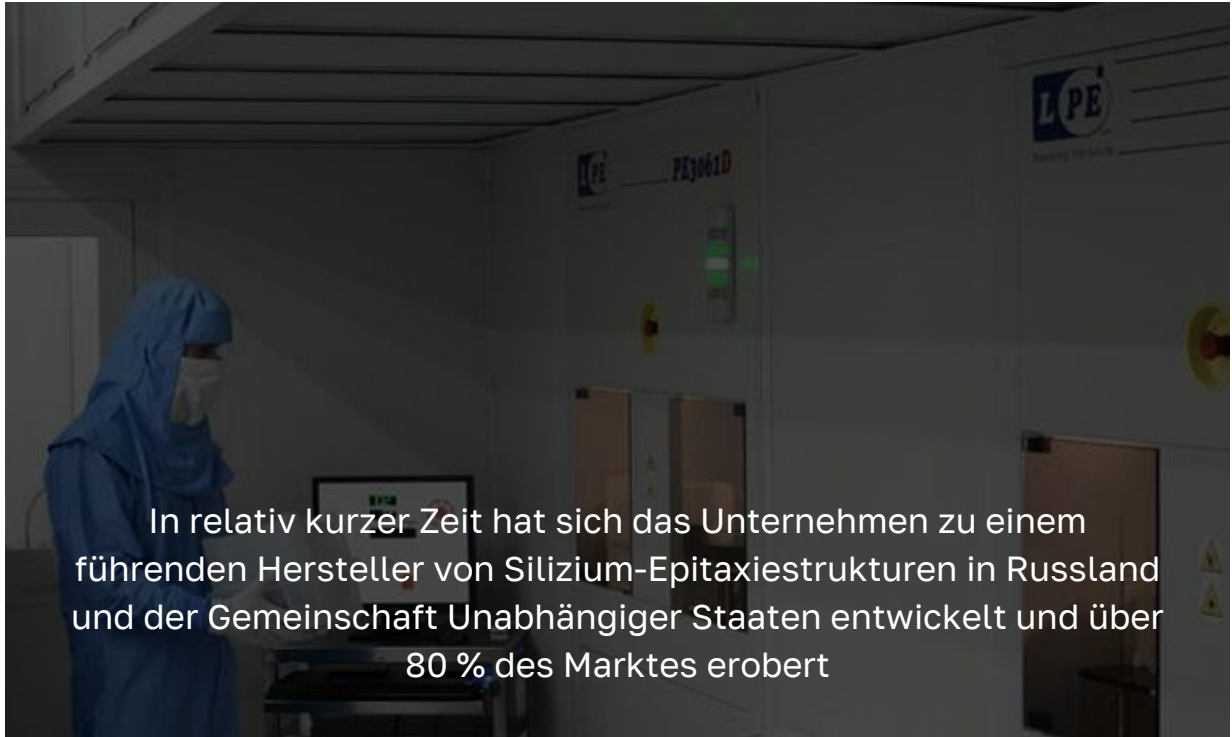 LPE
LPE
PE3061D
In relativ kurzer Zeit hat sich das Unternehmen zu einem
führenden Hersteller von Silizium-Epitaxiestrukturen in Russland
und der Gemeinschaft Unabhängiger Staaten entwickelt und über
80 % des Marktes erobert